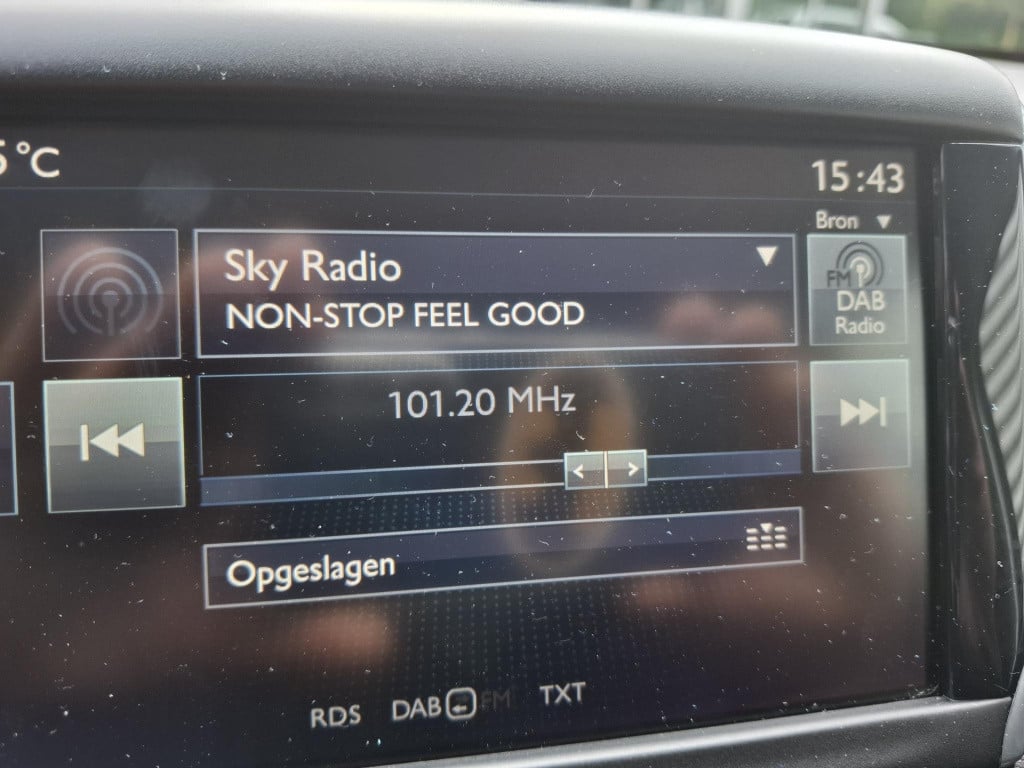 5°C
15:43
Bron
Sky Radio
NON-STOP FEEL GOOD
FM
DAB
Radio
101.20 MHz
Opgeslagen
RDS DAB FM TXT